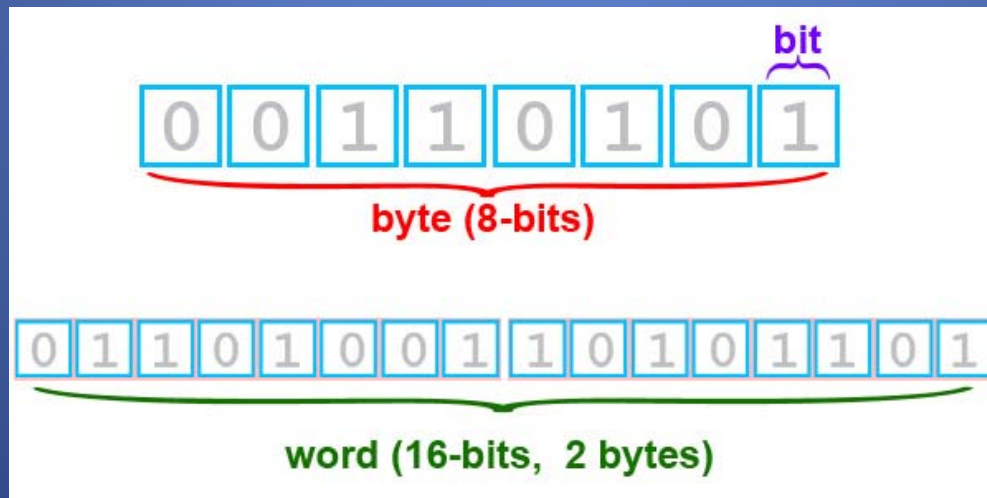 bit
0 0 1 1 0 1 0 1
byte (8-bits)
0 1 1 0 1 0 0 1 1 0 1 0 1 1 0 1
word (16-bits, 2 bytes)